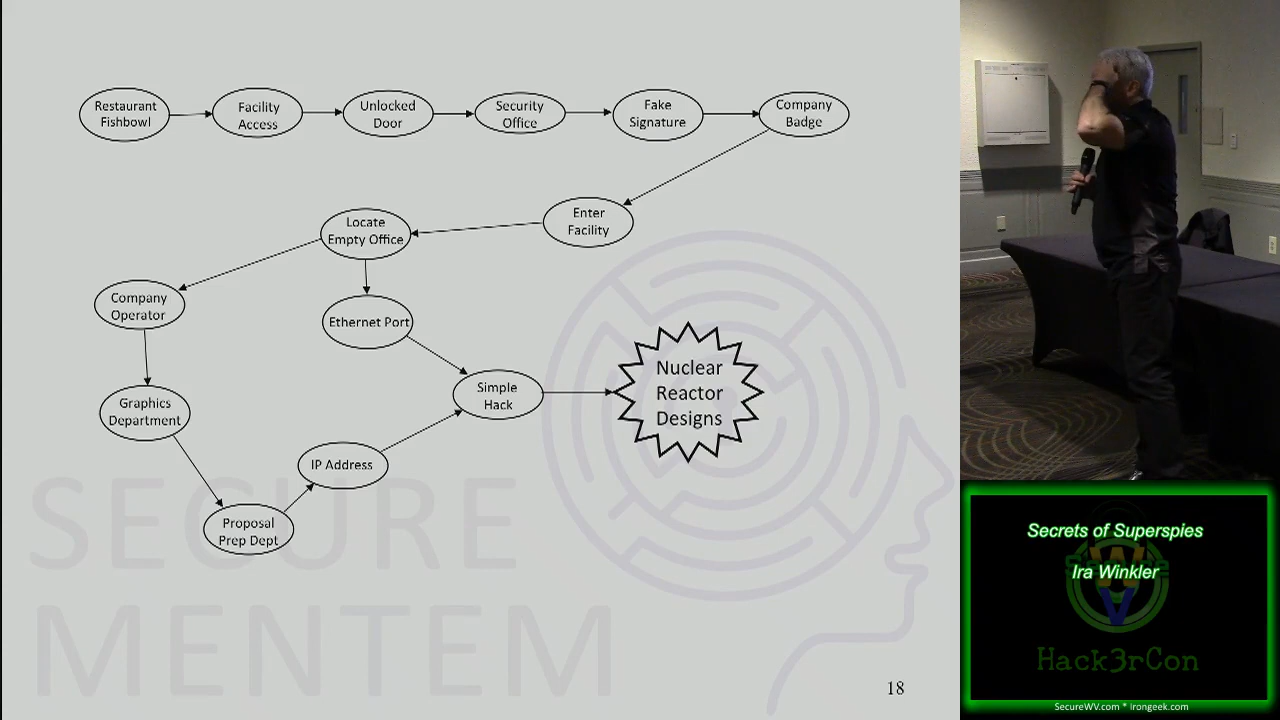 Restaurant
Fishbowl
Facility
Access
Unlocked
Door
Security
Office
Fake
Signature
Company
Badge
Enter
Facility
Locate
Empty Office
Company
Operator
Ethernet Port
Graphics
Department
Simple
Hack
Nuclear
Reactor
Designs
IP Address
Proposal
Prep Dept
SECURE
MENTEM
18
Secrets of Superspies
Ira Winkler
Hack3rCon
SecureWV.com * Irongeek.com